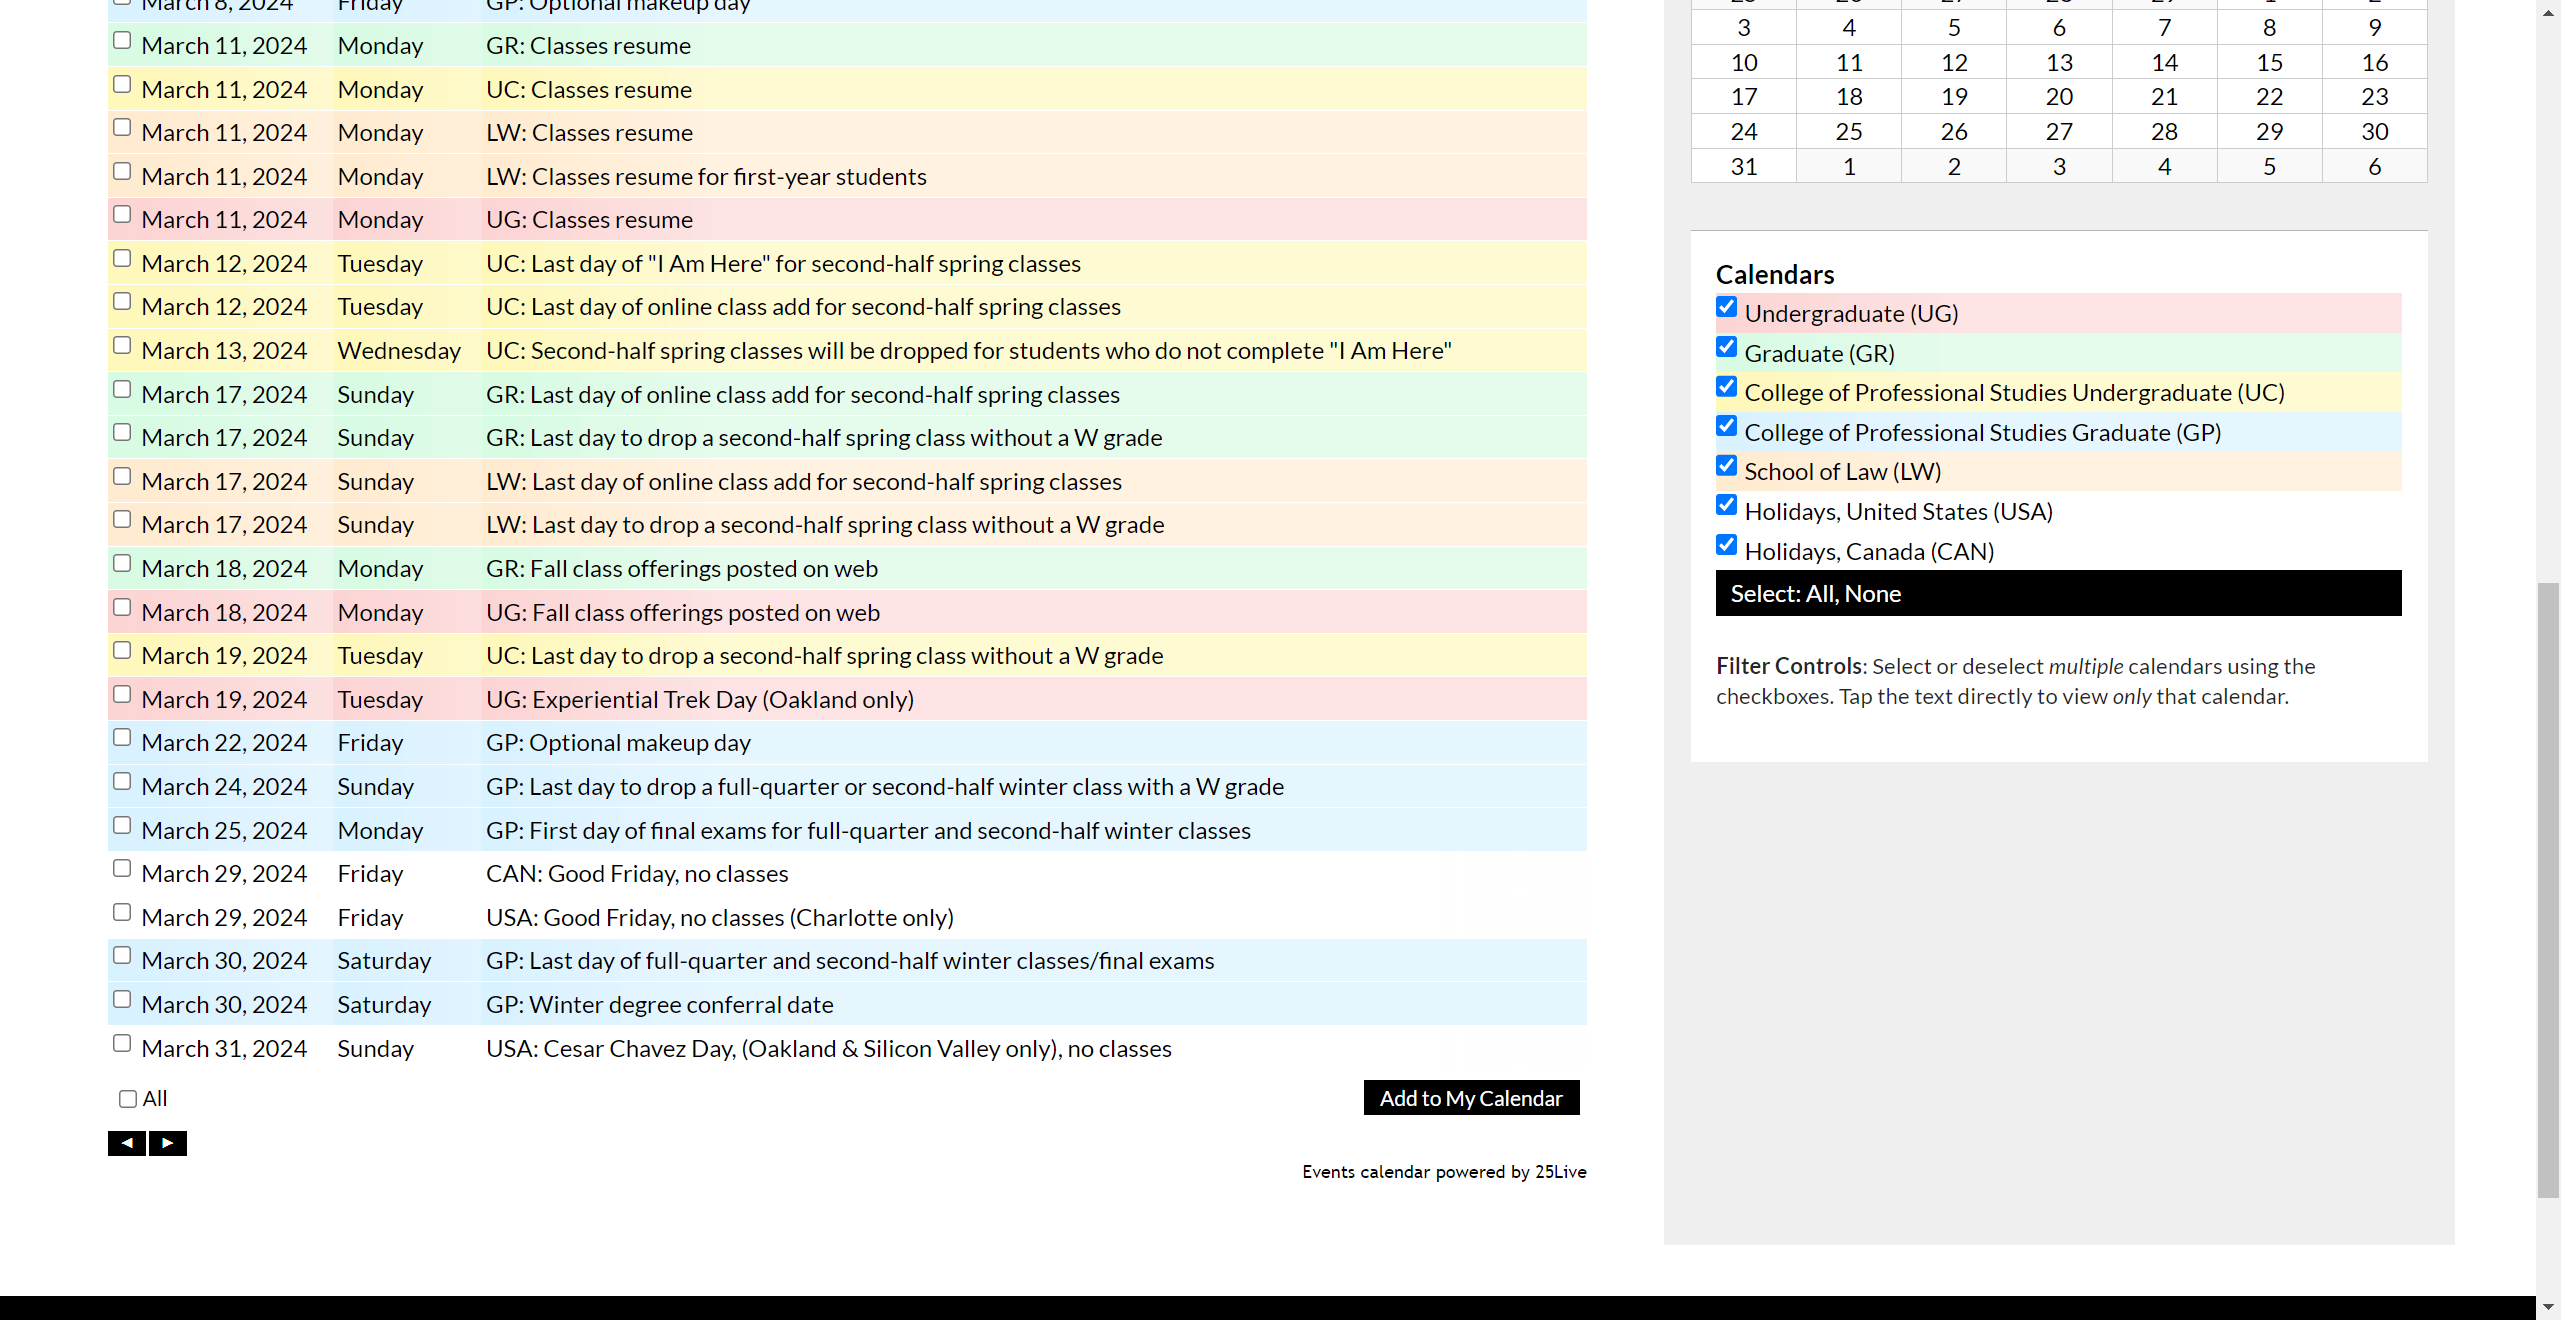 March 8, 2024 Friday GP: Optional makeup day
March 11, 2024 Monday GR: Classes resume
March 11, 2024 Monday UC: Classes resume
March 11, 2024 Monday LW: Classes resume
March 11, 2024 Monday LW: Classes resume for first-year students
March 11, 2024 Monday UG: Classes resume
March 12, 2024 Tuesday UC: Last day of "I Am Here" for second-half spring classes
March 12, 2024 Tuesday UC: Last day of online class add for second-half spring classes
March 13, 2024 Wednesday UC: Second-half spring classes will be dropped for students who do not complete "I Am Here"
March 17, 2024 Sunday GR: Last day of online class add for second-half spring classes
March 17, 2024 Sunday GR: Last day to drop a second-half spring class without a W grade
March 17, 2024 Sunday LW: Last day of online class add for second-half spring classes
March 17, 2024 Sunday LW: Last day to drop a second-half spring class without a W grade
March 18, 2024 Monday GR: Fall class offerings posted on web
March 18, 2024 Monday UG: Fall class offerings posted on web
March 19, 2024 Tuesday UC: Last day to drop a second-half spring class without a W grade
March 19, 2024 Tuesday UG: Experiential Trek Day (Oakland only)
March 22, 2024 Friday GP: Optional makeup day
March 24, 2024 Sunday GP: Last day to drop a full-quarter or second-half winter class with a W grade
March 25, 2024 Monday GP: First day of final exams for full-quarter and second-half winter classes
March 29, 2024 Friday CAN: Good Friday, no classes
March 29, 2024 Friday USA: Good Friday, no classes (Charlotte only)
March 30, 2024 Saturday GP: Last day of full-quarter and second-half winter classes/final exams
March 30, 2024 Saturday GP: Winter degree conferral date
March 31, 2024 Sunday USA: Cesar Chavez Day, (Oakland & Silicon Valley only), no classes
All
Add to My Calendar
Events calendar powered by 25Live
3 4 5 6 7 8 9
10 11 12 13 14 15 16
17 18 19 20 21 22 23
24 25 26 27 28 29 30
31 1 2 3 4 5 6
Calendars
Undergraduate (UG)
Graduate (GR)
College of Professional Studies Undergraduate (UC)
College of Professional Studies Graduate (GP)
School of Law (LW)
Holidays, United States (USA)
Holidays, Canada (CAN)
Select: All, None
Filter Controls: Select or deselect multiple calendars using the
checkboxes. Tap the text directly to view only that calendar.